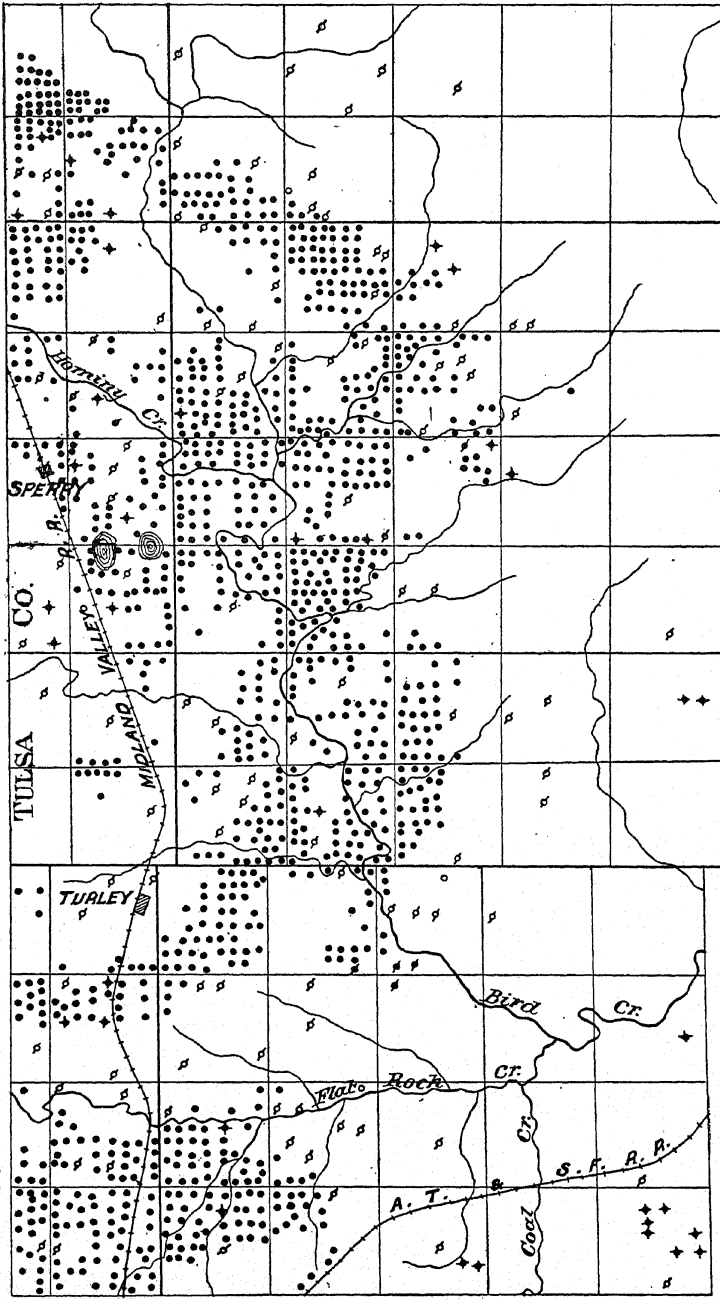 Hominy Cr.
SPERRY
R. R.
VALLEY
MIDLAND
TULSA CO.
TURLEY
Bird Cr.
Flat Rock Cr.
Coal Cr.
A. T. & S. F. R. R.